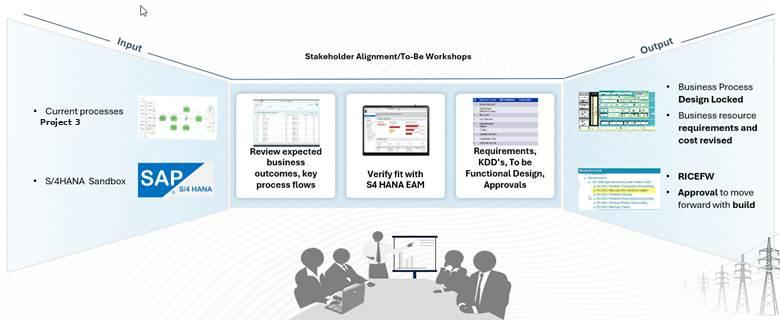 Input
Stakeholder Alignment/To-Be Workshops
Output
• Current processes
Project 3
• S/4HANA Sandbox
SAP
S/4 HANA
Review expected
business
outcomes, key
process flows
Verify fit with
S4 HANA EAM
Requirements,
KDD's, To be
Functional Design,
Approvals
• Business Process
Design Locked
• Business resource
requirements and
cost revised
• RICEFW
• Approval to move
forward with build